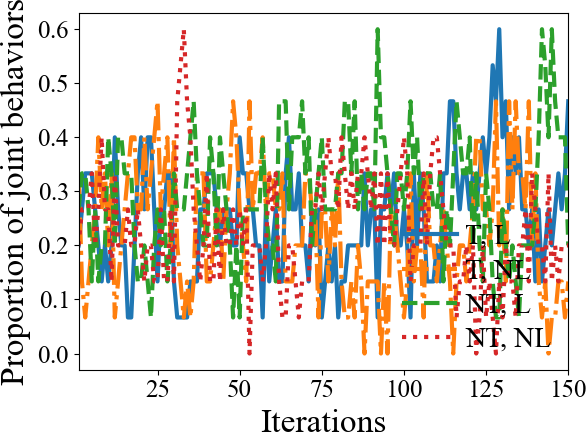 Proportion of joint behaviors
0.6
0.5
0.4
0.3
0.2
0.1
0.0
T, L
T, NL
NT, L
NT, NL
25
50
75
100
125
150
Iterations